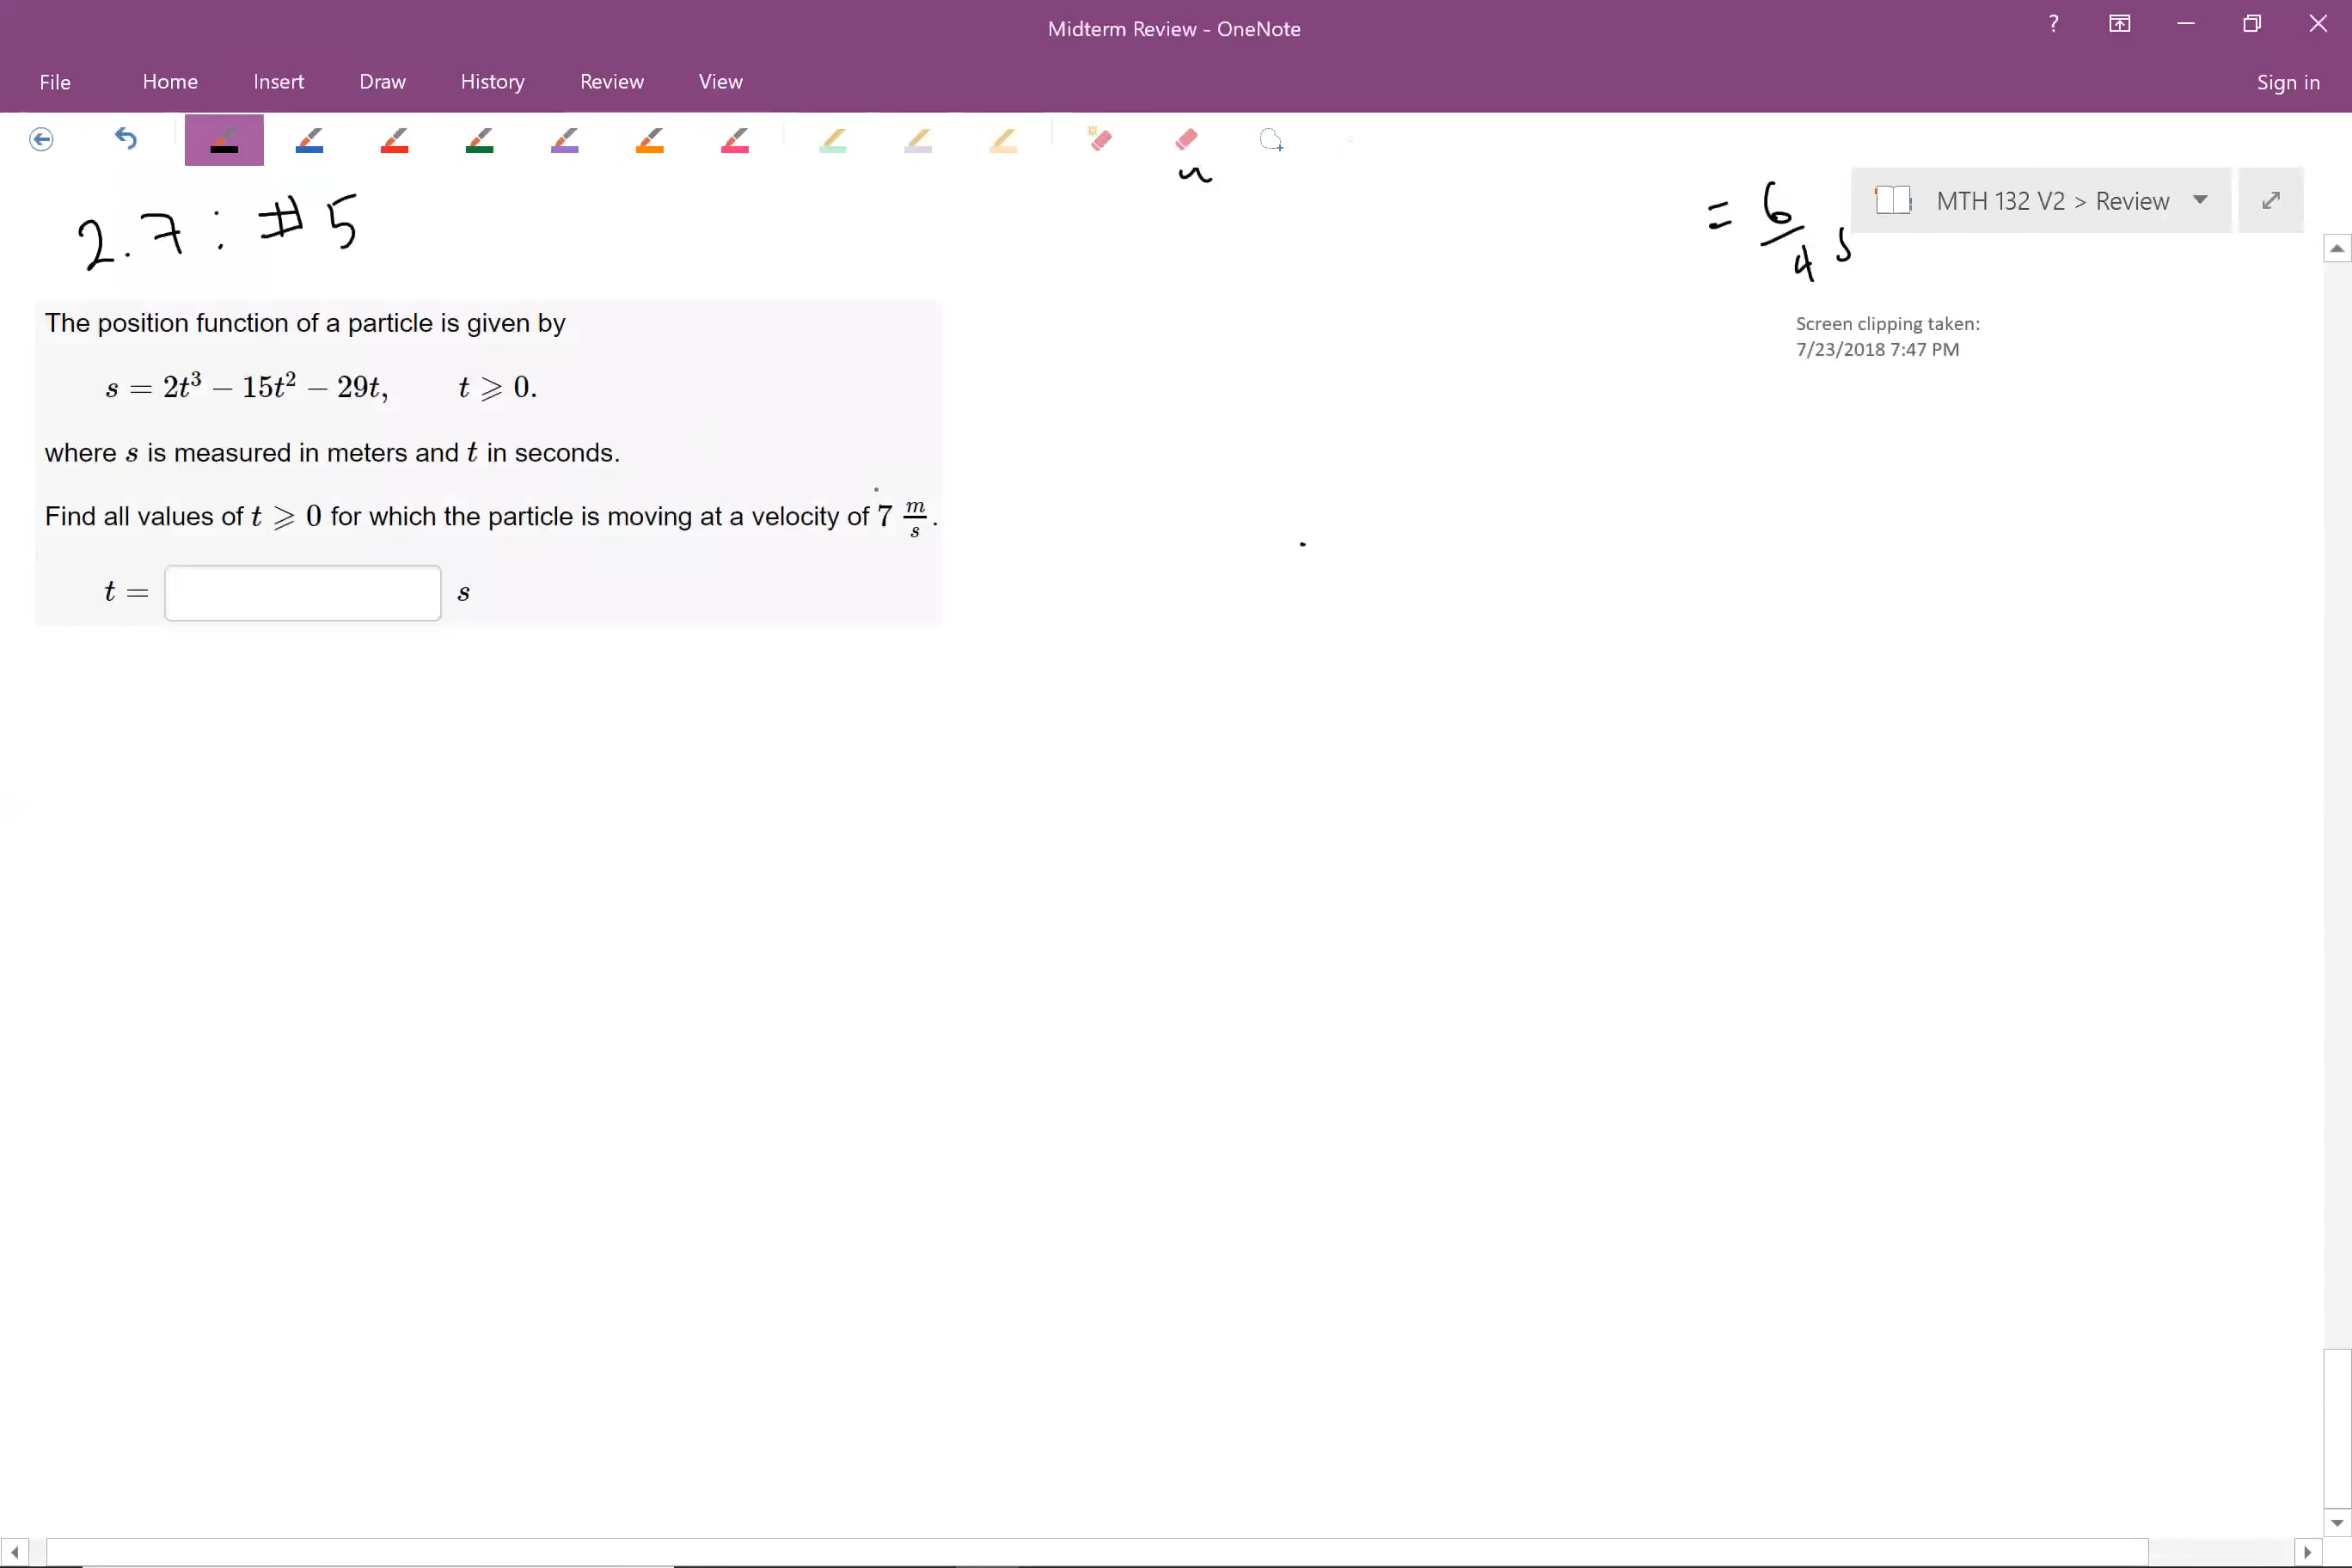 Midterm Review - OneNote
?
File Home Insert Draw History Review View Sign in
2.7 : #5
= 6/4 s
MTH 132 V2 > Review
Screen clipping taken:
7/23/2018 7:47 PM
The position function of a particle is given by
s = 2t³ − 15t² − 29t, t ⩾ 0.
where s is measured in meters and t in seconds.
Find all values of t ⩾ 0 for which the particle is moving at a velocity of 7 m/s.
t = s